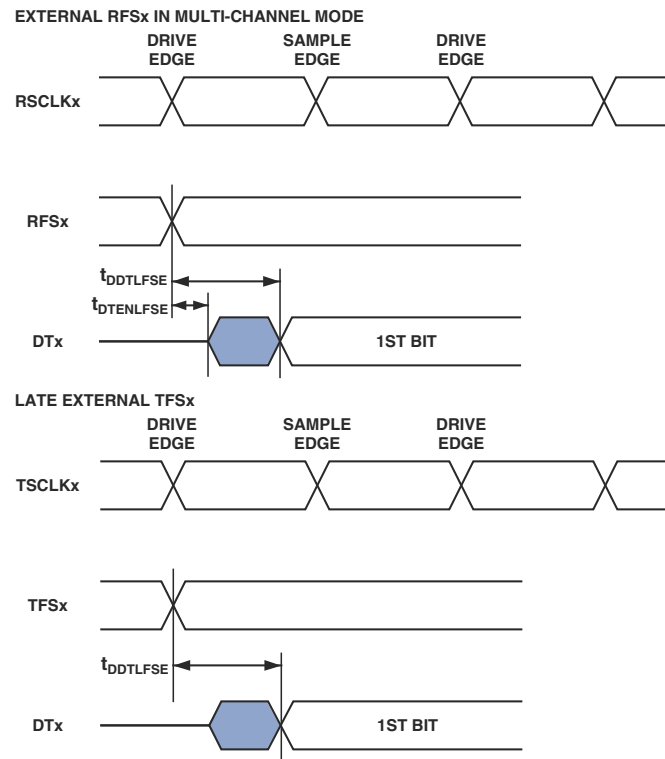 EXTERNAL RFSx IN MULTI-CHANNEL MODE
DRIVE EDGE
SAMPLE EDGE
DRIVE EDGE
RSCLKx
RFSx
tDDTLFSE
tDTENLFSE
DTx
1ST BIT
LATE EXTERNAL TFSx
DRIVE EDGE
SAMPLE EDGE
DRIVE EDGE
TSCLKx
TFSx
tDDTLFSE
DTx
1ST BIT